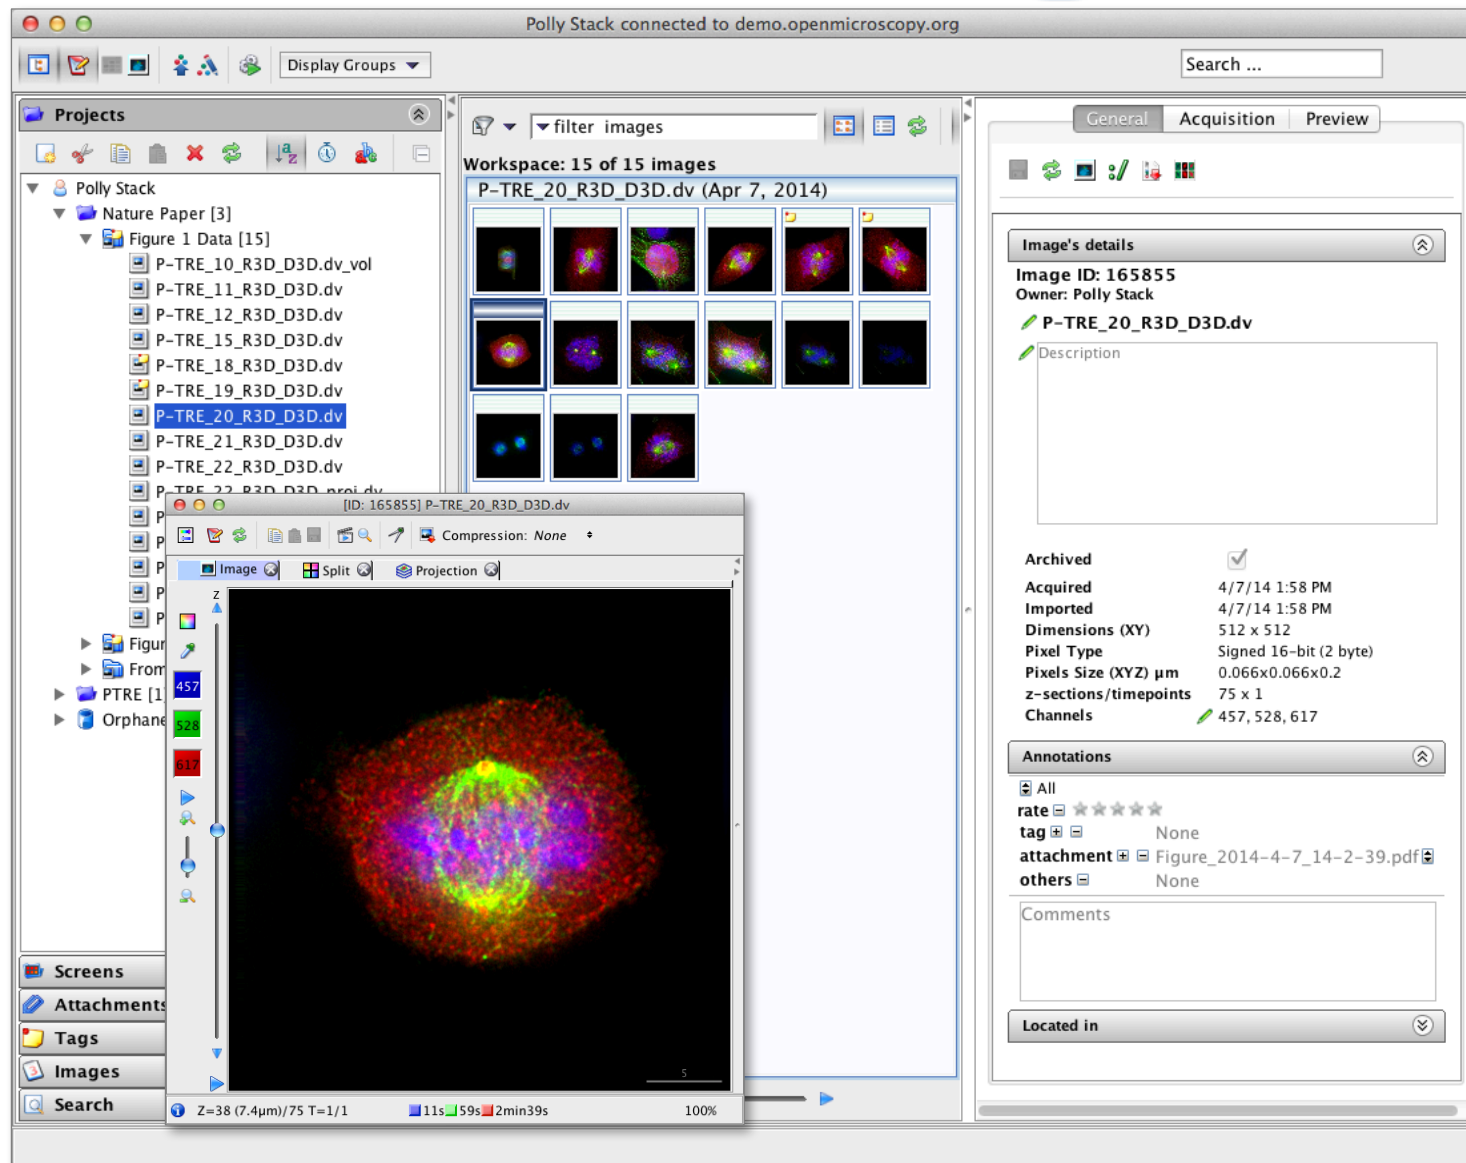 Polly Stack connected to demo.openmicroscopy.org
Display Groups
Search ...
Projects
Polly Stack
Nature Paper [3]
Figure 1 Data [15]
P-TRE_10_R3D_D3D.dv_vol
P-TRE_11_R3D_D3D.dv
P-TRE_12_R3D_D3D.dv
P-TRE_15_R3D_D3D.dv
P-TRE_18_R3D_D3D.dv
P-TRE_19_R3D_D3D.dv
P-TRE_20_R3D_D3D.dv
P-TRE_21_R3D_D3D.dv
P-TRE_22_R3D_D3D.dv
P-TRE_22_R3D_D3D_proj.dv
P
P
P
P
P
Figur
From
PTRE [1]
Orphane
Screens
Attachments
Tags
Images
Search
filter images
Workspace: 15 of 15 images
P-TRE_20_R3D_D3D.dv (Apr 7, 2014)
[ID: 165855] P-TRE_20_R3D_D3D.dv
Compression: None
Image
Split
Projection
Z
457
528
617
5
Z=38 (7.4µm)/75 T=1/1
11s 59s 2min39s
100%
General Acquisition Preview
Image's details
Image ID: 165855
Owner: Polly Stack
P-TRE_20_R3D_D3D.dv
Description
Archived
Acquired 4/7/14 1:58 PM
Imported 4/7/14 1:58 PM
Dimensions (XY) 512 x 512
Pixel Type Signed 16-bit (2 byte)
Pixels Size (XYZ) µm 0.066x0.066x0.2
z-sections/timepoints 75 x 1
Channels 457, 528, 617
Annotations
All
rate
tag None
attachment Figure_2014-4-7_14-2-39.pdf
others None
Comments
Located in